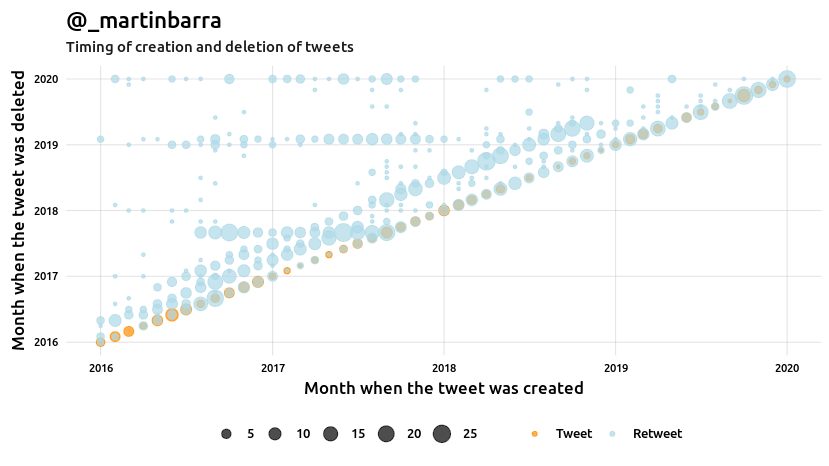 @_martinbarra
Timing of creation and deletion of tweets
Month when the tweet was deleted
2020
2019
2018
2017
2016
2016 2017 2018 2019 2020
Month when the tweet was created
5 10 15 20 25 Tweet Retweet